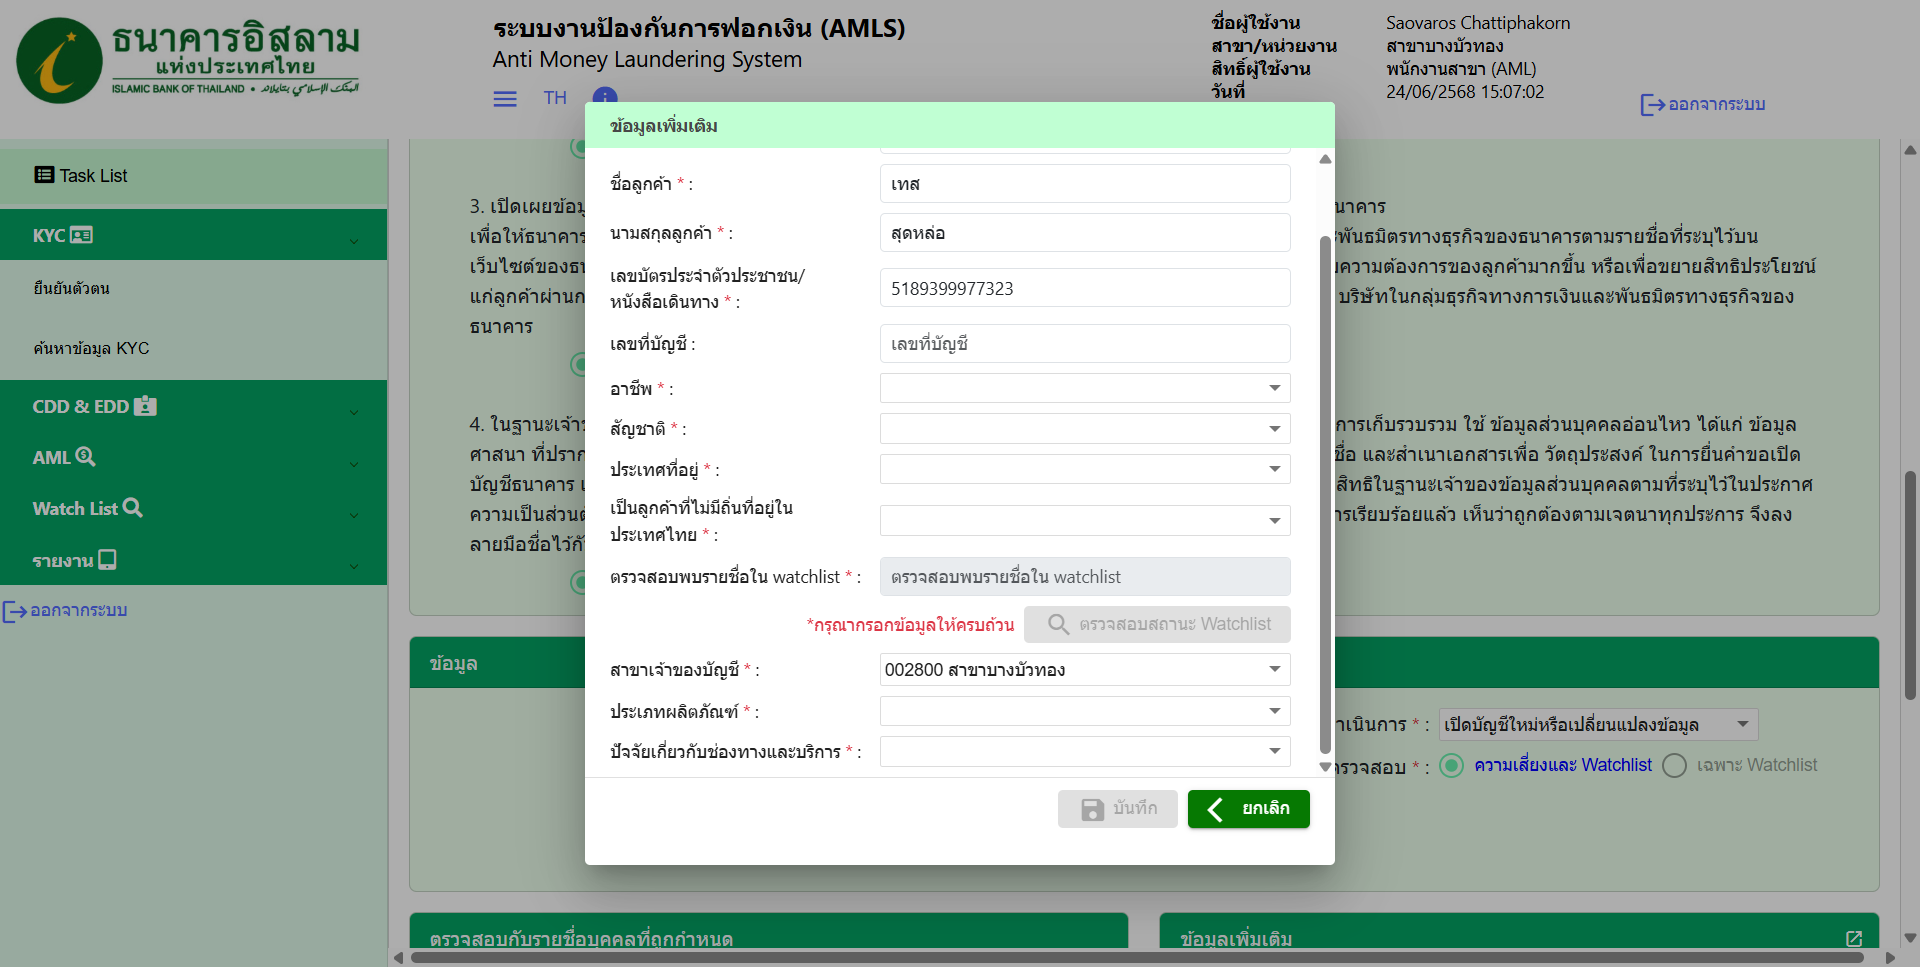 ธนาคารอิสลาม
แห่งประเทศไทย
ISLAMIC BANK OF THAILAND
ระบบงานป้องกันการฟอกเงิน (AMLS)
Anti Money Laundering System
TH
ชื่อผู้ใช้งาน Saovaros Chattiphakorn
สาขา/หน่วยงาน สาขาบางบัวทอง
สิทธิ์ผู้ใช้งาน พนักงานสาขา (AML)
วันที่ 24/06/2568 15:07:02
ออกจากระบบ
Task List
KYC
ยืนยันตัวตน
ค้นหาข้อมูล KYC
CDD & EDD
AML
Watch List
รายงาน
ออกจากระบบ
ข้อมูลเพิ่มเติม
ชื่อลูกค้า * : เทส
นามสกุลลูกค้า * : สุดหล่อ
เลขบัตรประจำตัวประชาชน/
หนังสือเดินทาง * : 5189399977323
เลขที่บัญชี : เลขที่บัญชี
อาชีพ * :
สัญชาติ * :
ประเทศที่อยู่ * :
เป็นลูกค้าที่ไม่มีถิ่นที่อยู่ใน
ประเทศไทย * :
ตรวจสอบพบรายชื่อใน watchlist * : ตรวจสอบพบรายชื่อใน watchlist
*กรุณากรอกข้อมูลให้ครบถ้วน ตรวจสอบสถานะ Watchlist
สาขาเจ้าของบัญชี * : 002800 สาขาบางบัวทอง
ประเภทผลิตภัณฑ์ * :
ปัจจัยเกี่ยวกับช่องทางและบริการ * :
บันทึก ยกเลิก
3. เปิดเผยข้อมู
นาคาร
เพื่อให้ธนาคาร
ะพันธมิตรทางธุรกิจของธนาคารตามรายชื่อที่ระบุไว้บน
เว็บไซต์ของธน
มความต้องการของลูกค้ามากขึ้น หรือเพื่อขยายสิทธิประโยชน์
แก่ลูกค้าผ่านก
บริษัทในกลุ่มธุรกิจทางการเงินและพันธมิตรทางธุรกิจของ
ธนาคาร
4. ในฐานะเจ้าข
การเก็บรวบรวม ใช้ ข้อมูลส่วนบุคคลอ่อนไหว ได้แก่ ข้อมูล
ศาสนา ที่ปราก
ชื่อ และสำเนาเอกสารเพื่อ วัตถุประสงค์ ในการยื่นคำขอเปิด
บัญชีธนาคาร
สิทธิในฐานะเจ้าของข้อมูลส่วนบุคคลตามที่ระบุไว้ในประกาศ
ความเป็นส่วนตั
ารเรียบร้อยแล้ว เห็นว่าถูกต้องตามเจตนาทุกประการ จึงลง
ลายมือชื่อไว้กั
ข้อมูล
าเนินการ * : เปิดบัญชีใหม่หรือเปลี่ยนแปลงข้อมูล
ตรวจสอบ * : ความเสี่ยงและ Watchlist เฉพาะ Watchlist
ตรวจสอบกับรายชื่อบุคคลที่ถูกกำหนด
ข้อมูลเพิ่มเติม